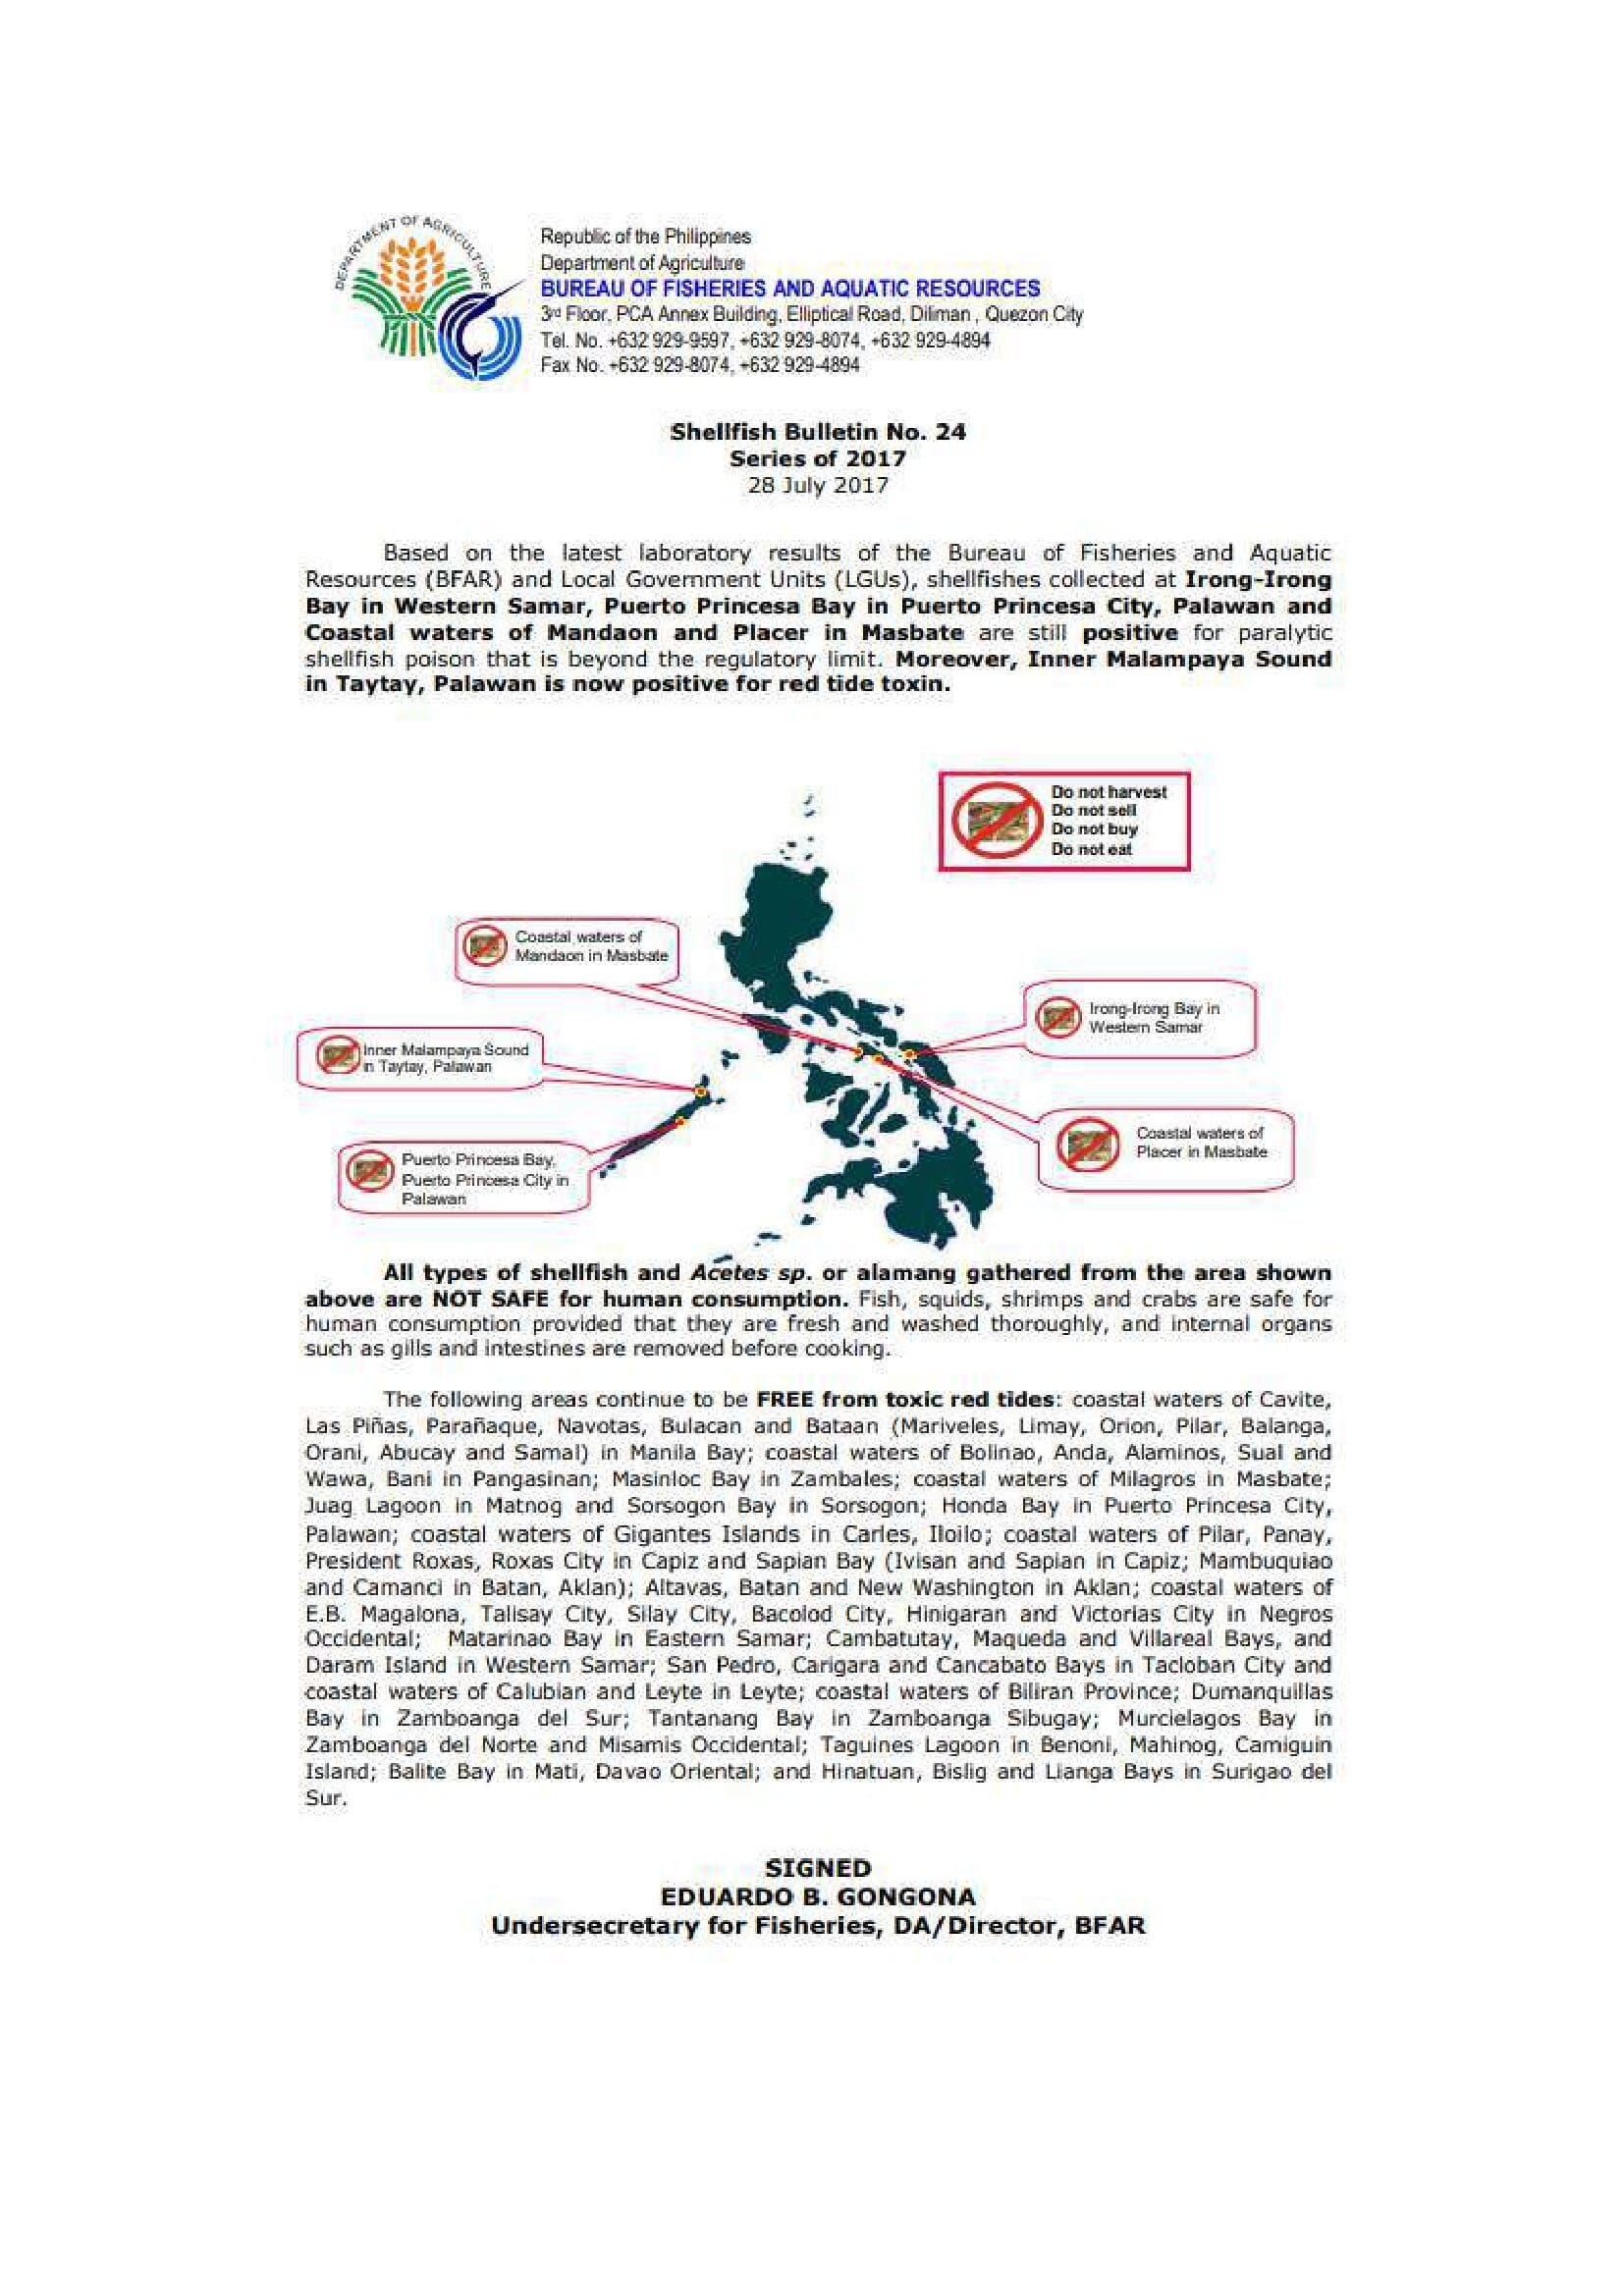 DEPARTMENT OF AGRICULTURE
Republic of the Philippines
Department of Agriculture
BUREAU OF FISHERIES AND AQUATIC RESOURCES
3rd Floor, PCA Annex Building, Elliptical Road, Diliman , Quezon City
Tel. No. +632 929-9597, +632 929-8074, +632 929-4894
Fax No. +632 929-8074, +632 929-4894
Shellfish Bulletin No. 24
Series of 2017
28 July 2017
Based on the latest laboratory results of the Bureau of Fisheries and Aquatic
Resources (BFAR) and Local Government Units (LGUs), shellfishes collected at Irong-Irong
Bay in Western Samar, Puerto Princesa Bay in Puerto Princesa City, Palawan and
Coastal waters of Mandaon and Placer in Masbate are still positive for paralytic
shellfish poison that is beyond the regulatory limit. Moreover, Inner Malampaya Sound
in Taytay, Palawan is now positive for red tide toxin.
Do not harvest
Do not sell
Do not buy
Do not eat
Coastal waters of
Mandaon in Masbate
Irong-Irong Bay in
Western Samar
Inner Malampaya Sound
in Taytay, Palawan
Coastal waters of
Placer in Masbate
Puerto Princesa Bay,
Puerto Princesa City in
Palawan
All types of shellfish and Acetes sp. or alamang gathered from the area shown
above are NOT SAFE for human consumption. Fish, squids, shrimps and crabs are safe for
human consumption provided that they are fresh and washed thoroughly, and internal organs
such as gills and intestines are removed before cooking.
The following areas continue to be FREE from toxic red tides: coastal waters of Cavite,
Las Piñas, Parañaque, Navotas, Bulacan and Bataan (Mariveles, Limay, Orion, Pilar, Balanga,
Orani, Abucay and Samal) in Manila Bay; coastal waters of Bolinao, Anda, Alaminos, Sual and
Wawa, Bani in Pangasinan; Masinloc Bay in Zambales; coastal waters of Milagros in Masbate;
Juag Lagoon in Matnog and Sorsogon Bay in Sorsogon; Honda Bay in Puerto Princesa City,
Palawan; coastal waters of Gigantes Islands in Carles, Iloilo; coastal waters of Pilar, Panay,
President Roxas, Roxas City in Capiz and Sapian Bay (Ivisan and Sapian in Capiz; Mambuquiao
and Camanci in Batan, Aklan); Altavas, Batan and New Washington in Aklan; coastal waters of
E.B. Magalona, Talisay City, Silay City, Bacolod City, Hinigaran and Victorias City in Negros
Occidental; Matarinao Bay in Eastern Samar; Cambatutay, Maqueda and Villareal Bays, and
Daram Island in Western Samar; San Pedro, Carigara and Cancabato Bays in Tacloban City and
coastal waters of Calubian and Leyte in Leyte; coastal waters of Biliran Province; Dumanquillas
Bay in Zamboanga del Sur; Tantanang Bay in Zamboanga Sibugay; Murcielagos Bay in
Zamboanga del Norte and Misamis Occidental; Taguines Lagoon in Benoni, Mahinog, Camiguin
Island; Balite Bay in Mati, Davao Oriental; and Hinatuan, Bislig and Lianga Bays in Surigao del
Sur.
SIGNED
EDUARDO B. GONGONA
Undersecretary for Fisheries, DA/Director, BFAR